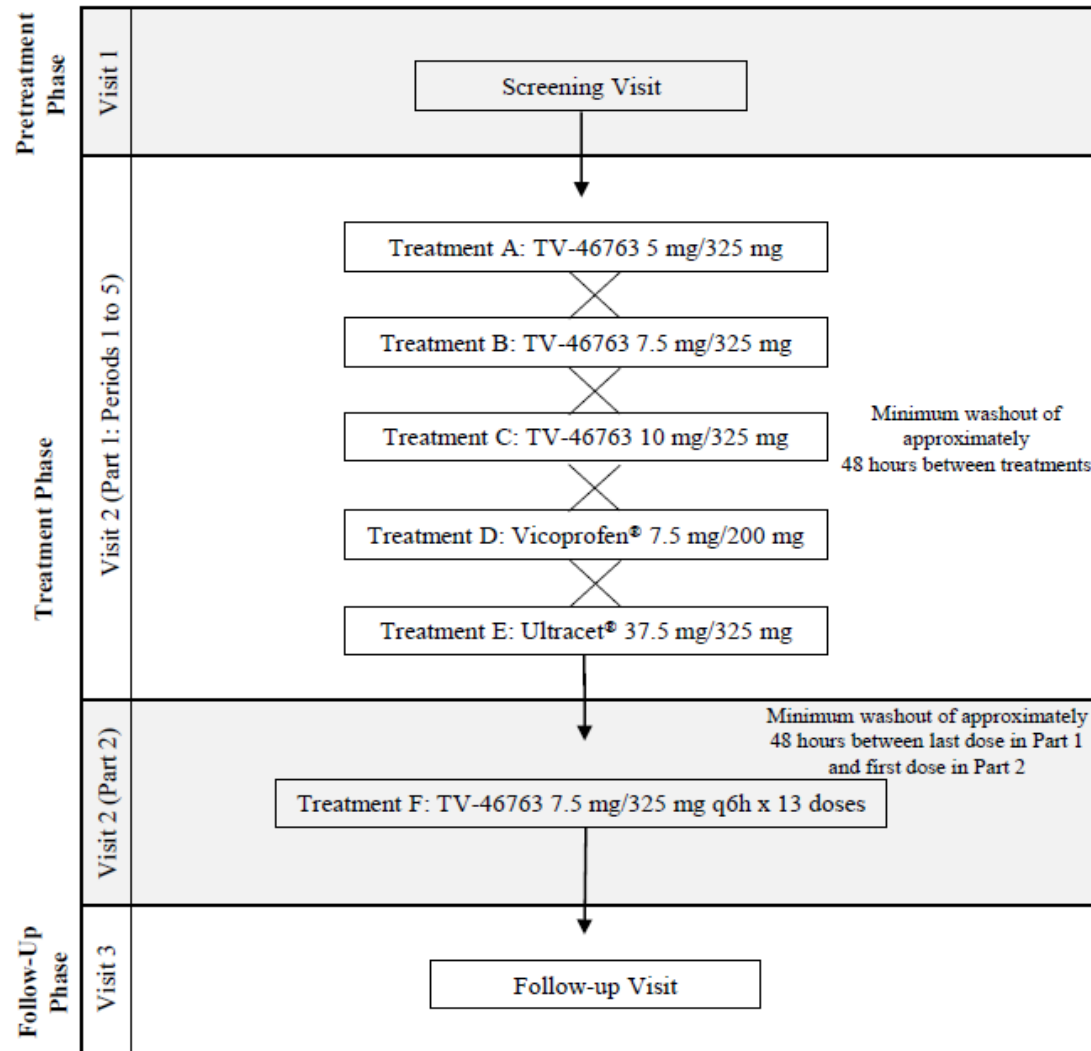 Pretreatment
Phase
Visit 1
Screening Visit
Treatment Phase
Visit 2 (Part 1: Periods 1 to 5)
Treatment A: TV-46763 5 mg/325 mg
Treatment B: TV-46763 7.5 mg/325 mg
Treatment C: TV-46763 10 mg/325 mg
Minimum washout of
approximately
48 hours between treatments
Treatment D: Vicoprofen® 7.5 mg/200 mg
Treatment E: Ultracet® 37.5 mg/325 mg
Visit 2 (Part 2)
Minimum washout of approximately
48 hours between last dose in Part 1
and first dose in Part 2
Treatment F: TV-46763 7.5 mg/325 mg q6h x 13 doses
Follow-Up
Phase
Visit 3
Follow-up Visit